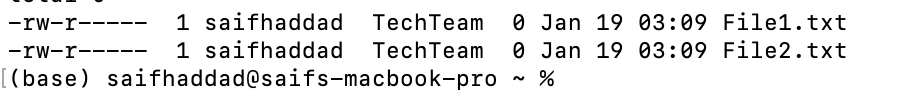 -rw-r-----  1 saifhaddad  TechTeam  0 Jan 19 03:09 File1.txt
-rw-r-----  1 saifhaddad  TechTeam  0 Jan 19 03:09 File2.txt
[(base) saifhaddad@saifs-macbook-pro ~ %